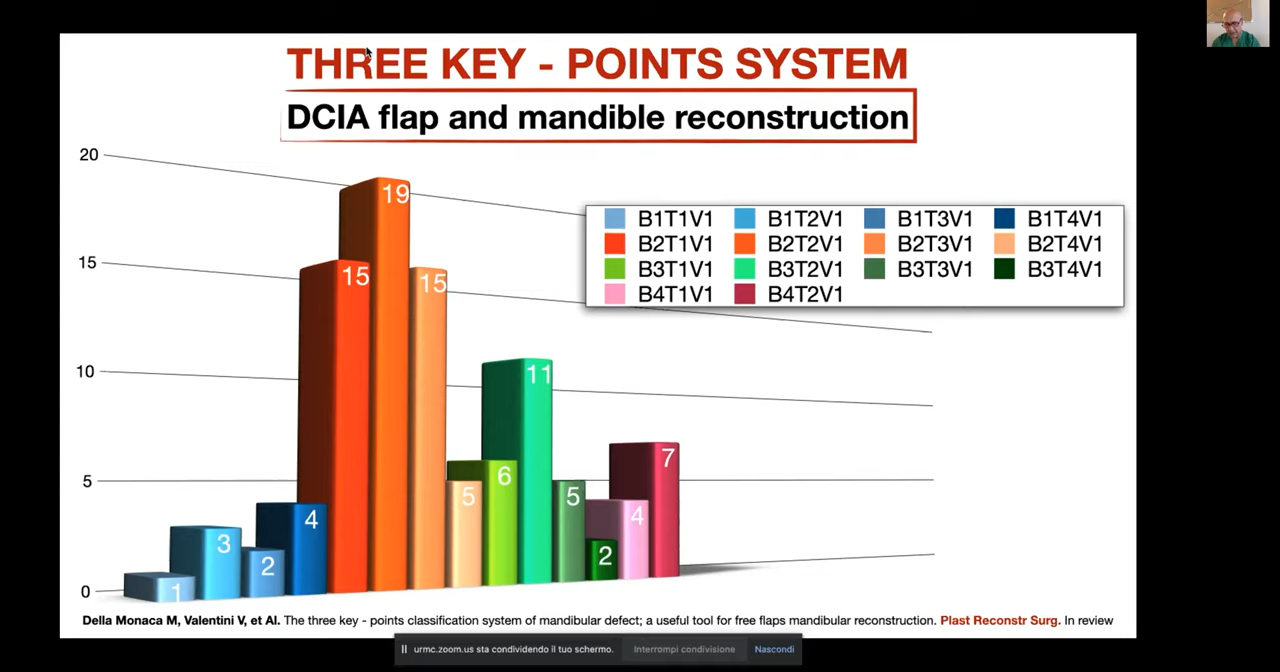 THREE KEY - POINTS SYSTEM
DCIA flap and mandible reconstruction
20
15
10
5
0
1
3
2
4
15
19
15
5
6
11
5
2
4
7
B1T1V1 B1T2V1 B1T3V1 B1T4V1
B2T1V1 B2T2V1 B2T3V1 B2T4V1
B3T1V1 B3T2V1 B3T3V1 B3T4V1
B4T1V1 B4T2V1
Della Monaca M, Valentini V, et Al. The three key - points classification system of mandibular defect; a useful tool for free flaps mandibular reconstruction. Plast Reconstr Surg. In review
urmc.zoom.us sta condividendo il tuo schermo. Interrompi condivisione Nascondi